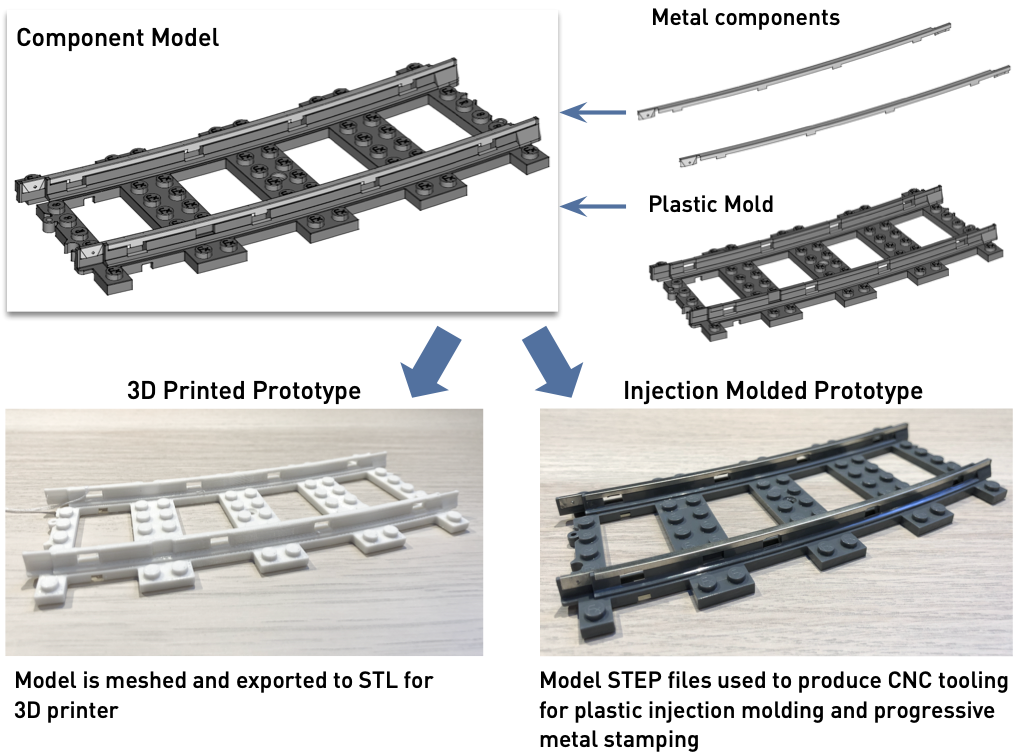 Component Model
Metal components
Plastic Mold
3D Printed Prototype
Injection Molded Prototype
Model is meshed and exported to STL for
3D printer
Model STEP files used to produce CNC tooling
for plastic injection molding and progressive
metal stamping